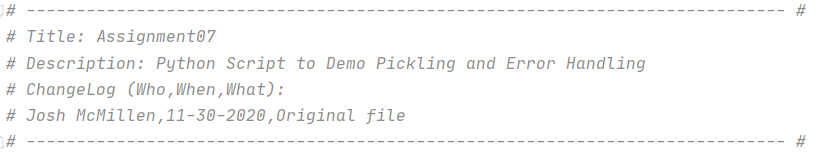 # ---------------------------------------------------------------------------- #
# Title: Assignment07
# Description: Python Script to Demo Pickling and Error Handling
# ChangeLog (Who,When,What):
# Josh McMillen,11-30-2020,Original file
# ---------------------------------------------------------------------------- #